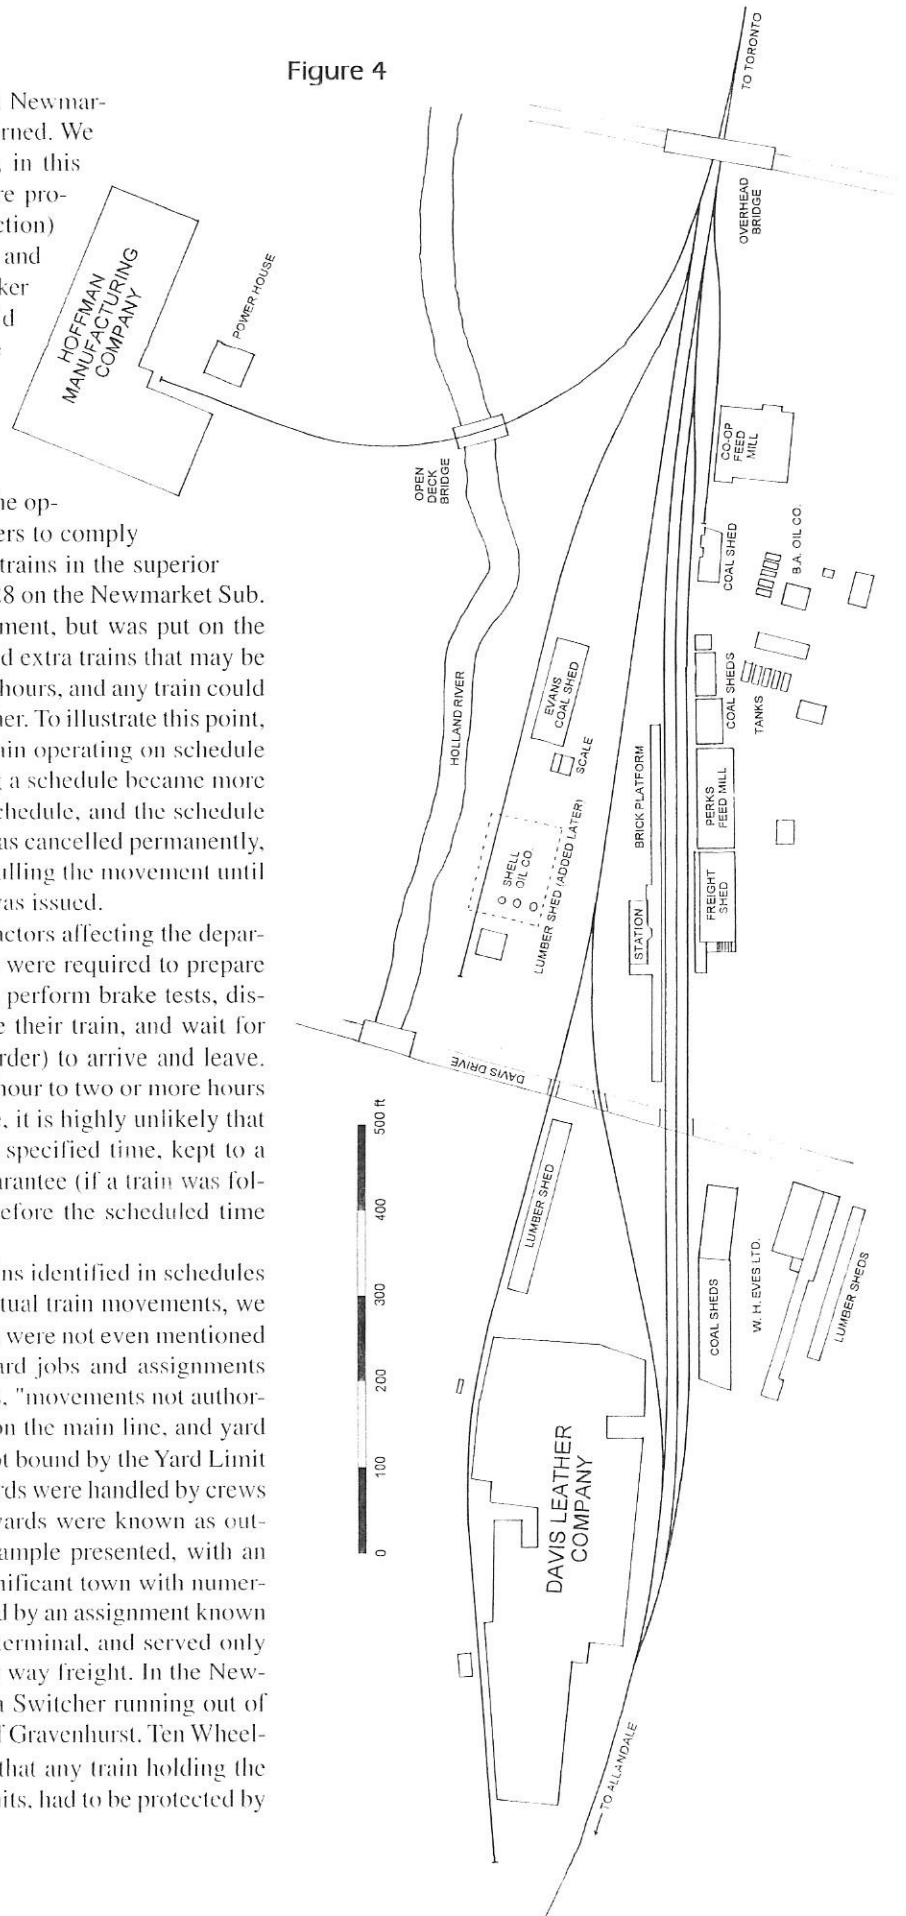 Figure 4
Newmar-
rned. We
, in this
re pro-
ction)
and
ker
d
ne op-
ers to comply
trains in the superior
28 on the Newmarket Sub.
ment, but was put on the
d extra trains that may be
hours, and any train could
ner. To illustrate this point,
ain operating on schedule
a schedule became more
chedule, and the schedule
as cancelled permanently,
ulling the movement until
was issued.
actors affecting the depar-
were required to prepare
perform brake tests, dis-
e their train, and wait for
rder) to arrive and leave.
hour to two or more hours
e, it is highly unlikely that
specified time, kept to a
arantee (if a train was fol-
efore the scheduled time
ns identified in schedules
tual train movements, we
were not even mentioned
ard jobs and assignments
s, "movements not author-
on the main line, and yard
ot bound by the Yard Limit
rds were handled by crews
yards were known as out-
ample presented, with an
nificant town with numer-
d by an assignment known
terminal, and served only
way freight. In the New-
a Switcher running out of
f Gravenhurst. Ten Wheel-
that any train holding the
nits, had to be protected by
TO TORONTO
OVERHEAD
BRIDGE
HOFFMAN
MANUFACTURING
COMPANY
POWER HOUSE
OPEN
DECK
BRIDGE
CO-OP
FEED
MILL
COAL SHED
B.A. OIL CO.
HOLLAND RIVER
EVANS
COAL SHED
SCALE
COAL SHEDS
TANKS
BRICK PLATFORM
PERKS
FEED MILL
SHELL
OIL CO.
LUMBER SHED (ADDED LATER)
STATION
FREIGHT
SHED
DAVIS DRIVE
LUMBER SHED
COAL SHEDS
W. H. EVES LTD.
LUMBER SHEDS
0 100 200 300 400 500 ft
DAVIS LEATHER
COMPANY
TO ALLANDALE